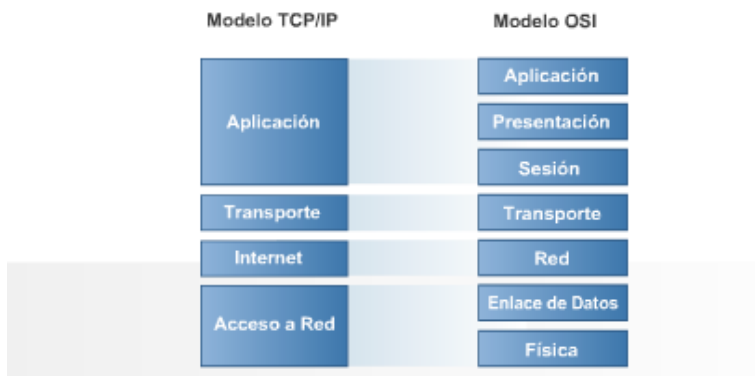 Modelo TCP/IP
Modelo OSI
Aplicación
Transporte
Internet
Acceso a Red
Aplicación
Presentación
Sesión
Transporte
Red
Enlace de Datos
Física